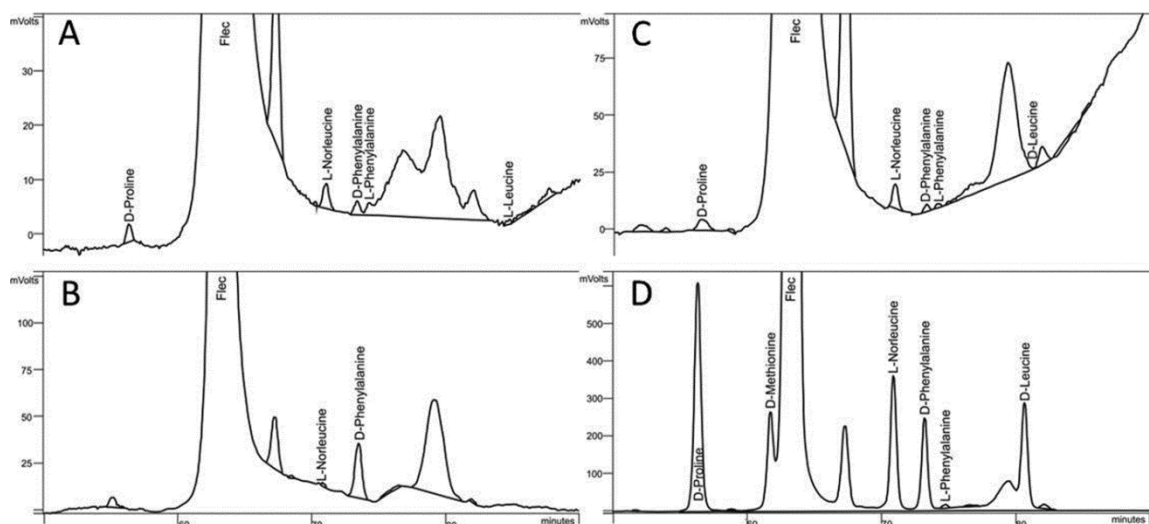 mVolts
A
30
20
10
0
D-Proline
Flec
L-Norleucine
D-Phenylalanine
L-Phenylalanine
L-Leucine
mVolts
C
75
50
25
0
D-Proline
Flec
L-Norleucine
D-Phenylalanine
L-Phenylalanine
D-Leucine
mVolts
B
100
75
50
25
Flec
L-Norleucine
D-Phenylalanine
70
minutes
mVolts
D
500
400
300
200
100
D-Proline
D-Methionine
Flec
L-Norleucine
D-Phenylalanine
L-Phenylalanine
D-Leucine
70
minutes